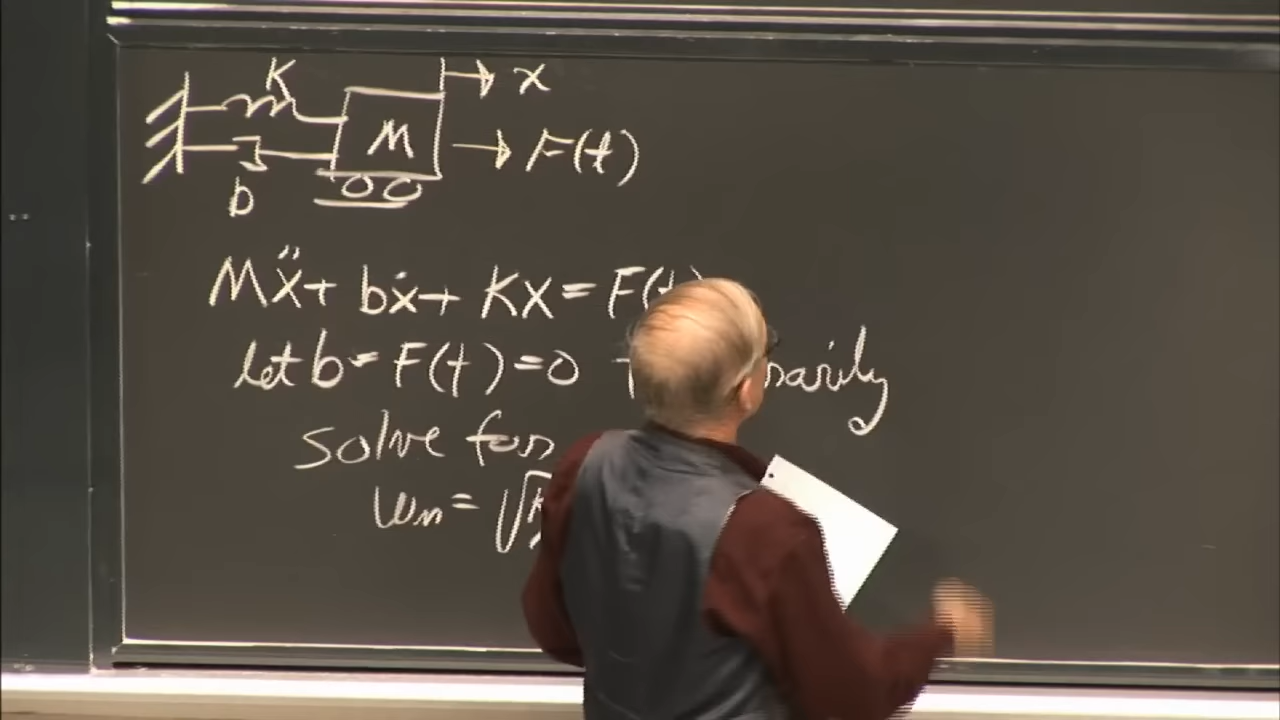 K
x
M
F(t)
b
Mẍ + bẋ + Kx = F(t)
let b = F(t) = 0
solve for
ωn = √